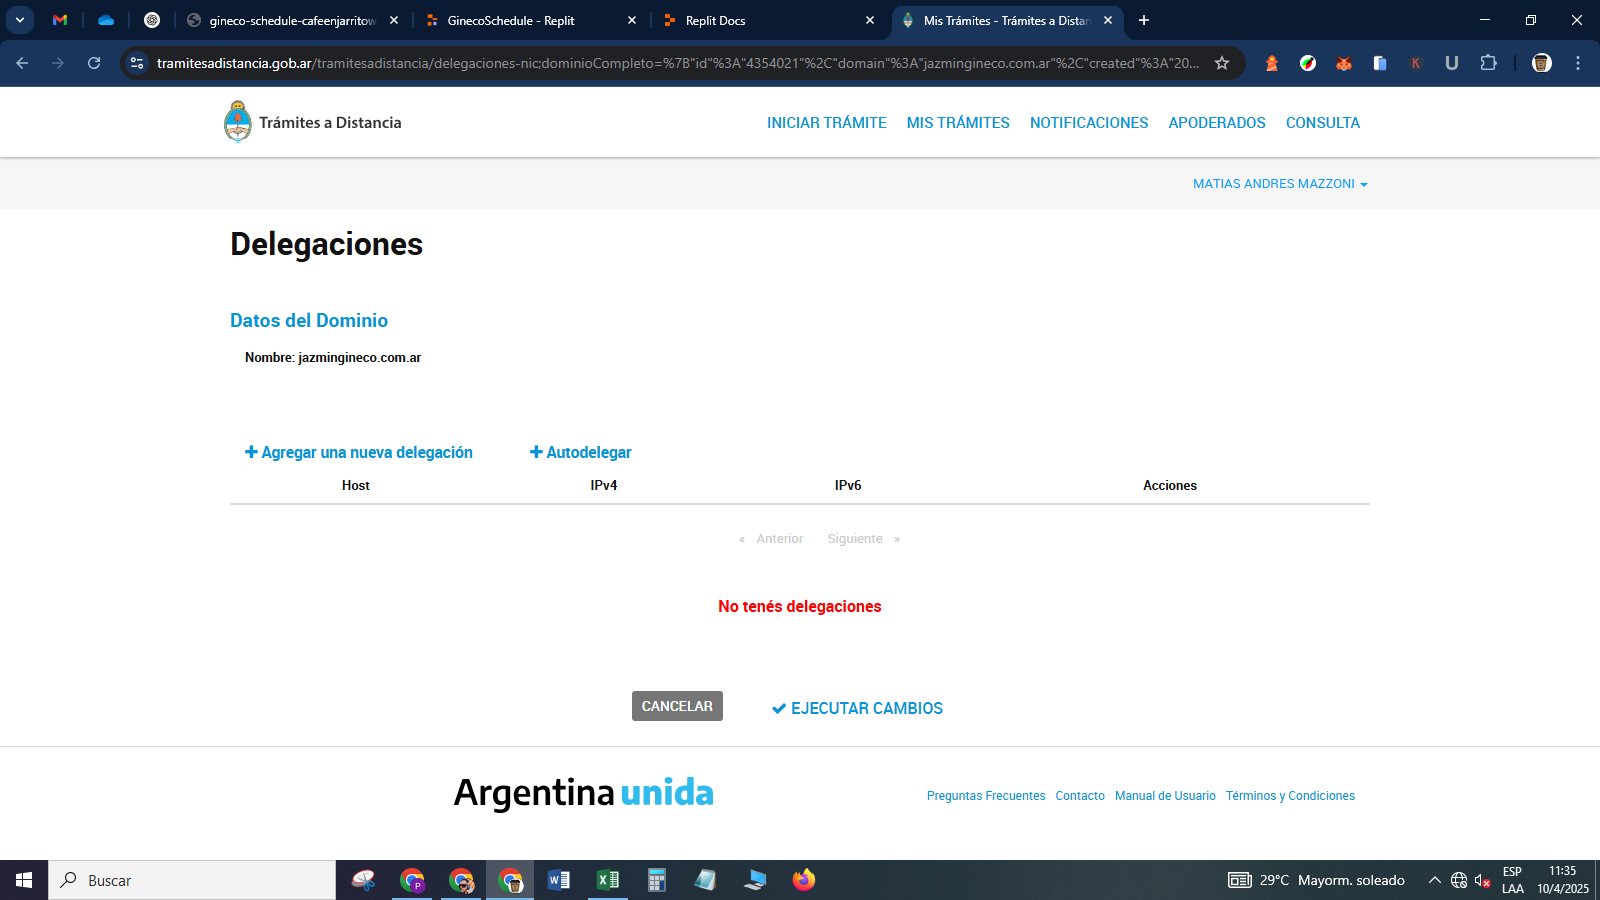 gineco-schedule-cafeenjarritow
GinecoSchedule - Replit
Replit Docs
Mis Trámites - Trámites a Distan
tramitesadistancia.gob.ar/tramitesadistancia/delegaciones-nic;dominioCompleto=%7B"id"%3A"4354021"%2C"domain"%3A"jazmingineco.com.ar"%2C"created"%3A"20...
K
U
Trámites a Distancia
INICIAR TRÁMITE
MIS TRÁMITES
NOTIFICACIONES
APODERADOS
CONSULTA
MATIAS ANDRES MAZZONI
Delegaciones
Datos del Dominio
Nombre: jazmingineco.com.ar
Agregar una nueva delegación
Autodelegar
Host
IPv4
IPv6
Acciones
« Anterior
Siguiente »
No tenés delegaciones
CANCELAR
EJECUTAR CAMBIOS
Argentina unida
Preguntas Frecuentes
Contacto
Manual de Usuario
Términos y Condiciones
Buscar
P
29°C Mayorm. soleado
ESP
LAA
11:35
10/4/2025